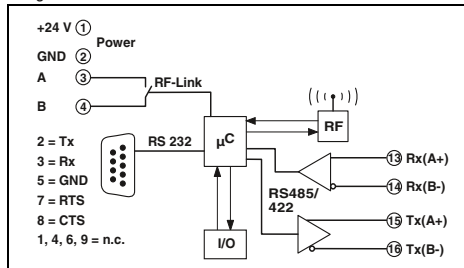 +24 V 1
Power
GND 2
A 3
RF-Link
B 4
2 = Tx
3 = Rx
5 = GND
7 = RTS
8 = CTS
1, 4, 6, 9 = n.c.
RS 232
µC
RF
I/O
RS485/
422
13 Rx(A+)
14 Rx(B-)
15 Tx(A+)
16 Tx(B-)